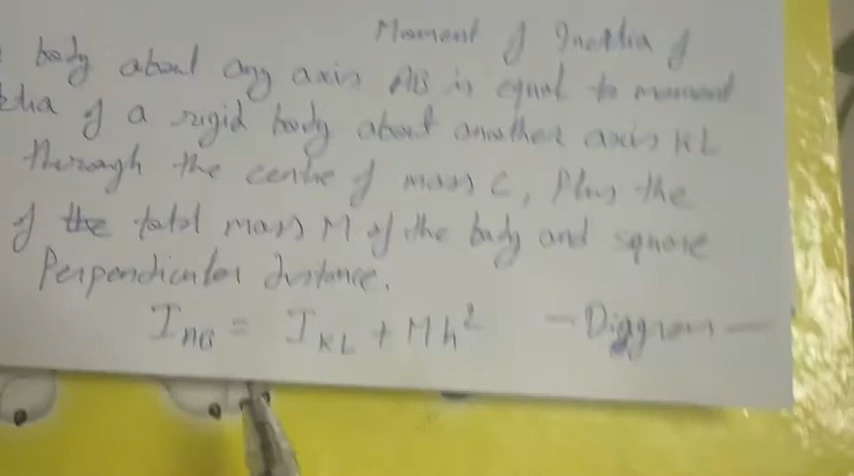 Moment of Inertia of
body about any axis AB is equal to moment
of a rigid body about another axis KL
through the centre of mass C, Plus the
of the total mass M of the body and square
Perpendicular distance.
I_AB = I_KL + Mh² — Diagram —